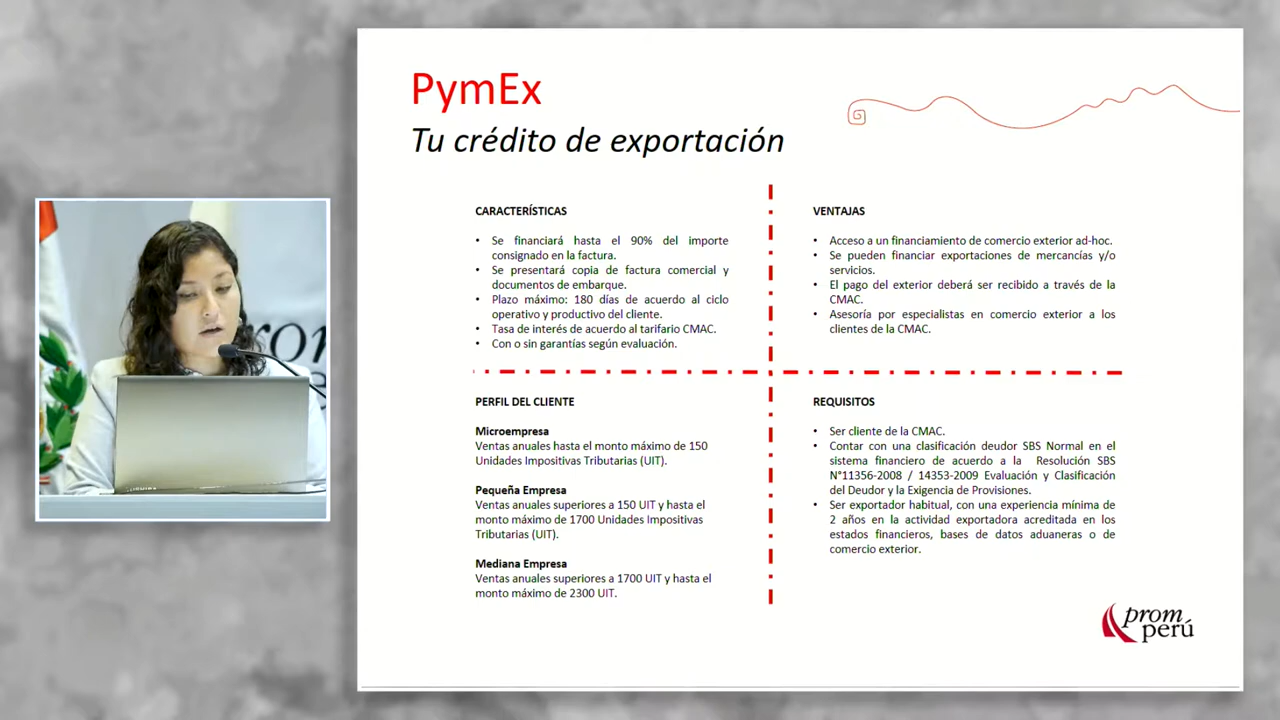 PymEx
Tu crédito de exportación
CARACTERÍSTICAS
• Se financiará hasta el 90% del importe
consignado en la factura.
• Se presentará copia de factura comercial y
documentos de embarque.
• Plazo máximo: 180 días de acuerdo al ciclo
operativo y productivo del cliente.
• Tasa de interés de acuerdo al tarifario CMAC.
• Con o sin garantías según evaluación.
VENTAJAS
• Acceso a un financiamiento de comercio exterior ad-hoc.
• Se pueden financiar exportaciones de mercancías y/o
servicios.
• El pago del exterior deberá ser recibido a través de la
CMAC.
• Asesoría por especialistas en comercio exterior a los
clientes de la CMAC.
PERFIL DEL CLIENTE
Microempresa
Ventas anuales hasta el monto máximo de 150
Unidades Impositivas Tributarias (UIT).
Pequeña Empresa
Ventas anuales superiores a 150 UIT y hasta el
monto máximo de 1700 Unidades Impositivas
Tributarias (UIT).
Mediana Empresa
Ventas anuales superiores a 1700 UIT y hasta el
monto máximo de 2300 UIT.
REQUISITOS
• Ser cliente de la CMAC.
• Contar con una clasificación deudor SBS Normal en el
sistema financiero de acuerdo a la Resolución SBS
N°11356-2008 / 14353-2009 Evaluación y Clasificación
del Deudor y la Exigencia de Provisiones.
• Ser exportador habitual, con una experiencia mínima de
2 años en la actividad exportadora acreditada en los
estados financieros, bases de datos aduaneras o de
comercio exterior.
prom
perú